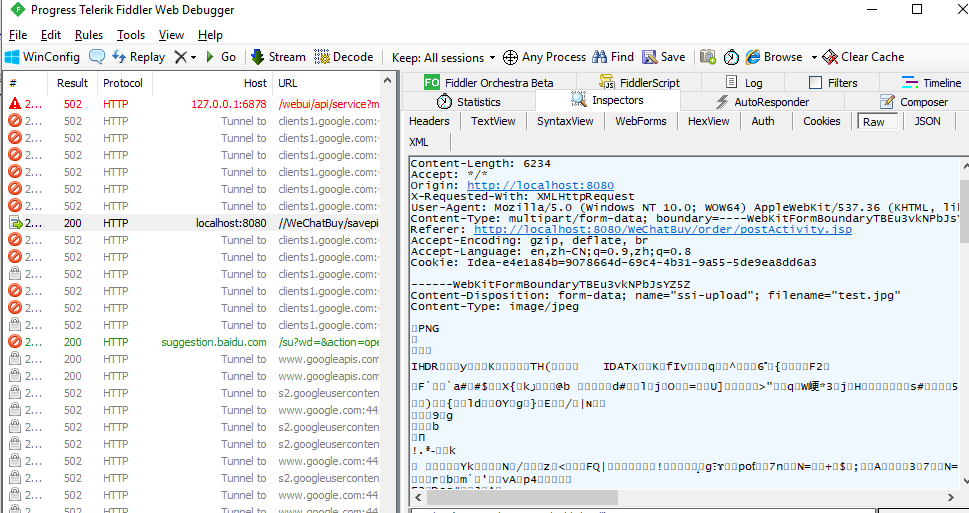 Progress Telerik Fiddler Web Debugger
File Edit Rules Tools View Help
WinConfig Replay Go Stream Decode Keep: All sessions Any Process Find Save Browse Clear Cache
# Result Protocol Host URL
2... 502 HTTP 127.0.0.1:6878 /webui/api/service?m
2... 502 HTTP Tunnel to clients1.google.com:
2... 502 HTTP Tunnel to clients1.google.com:
2... 502 HTTP Tunnel to clients1.google.com:
2... 502 HTTP Tunnel to clients1.google.com:
2... 502 HTTP Tunnel to clients1.google.com:
2... 502 HTTP Tunnel to clients1.google.com:
2... 200 HTTP localhost:8080 //WeChatBuy/savepi
2... 502 HTTP Tunnel to clients1.google.com:
2... 502 HTTP Tunnel to clients1.google.com:
2... 502 HTTP Tunnel to clients1.google.com:
2... 502 HTTP Tunnel to clients1.google.com:
2... 502 HTTP Tunnel to clients1.google.com:
2... 502 HTTP Tunnel to clients1.google.com:
2... 200 HTTP suggestion.baidu.com /su?wd=&action=ope
2... 200 HTTP Tunnel to www.googleapis.com
2... 200 HTTP Tunnel to www.googleapis.com
2... 502 HTTP Tunnel to s2.googleuserconten
2... 502 HTTP Tunnel to www.google.com:44
2... 502 HTTP Tunnel to s2.googleuserconten
2... 502 HTTP Tunnel to www.google.com:44
2... 502 HTTP Tunnel to s2.googleuserconten
2... 502 HTTP Tunnel to www.google.com:44
2... 502 HTTP Tunnel to s2.googleuserconten
Fiddler Orchestra Beta FiddlerScript Log Filters Timeline
Statistics Inspectors AutoResponder Composer
Headers TextView SyntaxView WebForms HexView Auth Cookies Raw JSON
XML
Content-Length: 6234
Accept: */*
Origin: http://localhost:8080
X-Requested-With: XMLHttpRequest
User-Agent: Mozilla/5.0 (Windows NT 10.0; WOW64) AppleWebKit/537.36 (KHTML, li
Content-Type: multipart/form-data; boundary=----WebKitFormBoundaryTBEu3vkNPbJsY
Referer: http://localhost:8080/WeChatBuy/order/postActivity.jsp
Accept-Encoding: gzip, deflate, br
Accept-Language: en,zh-CN;q=0.9,zh;q=0.8
Cookie: Idea-e4e1a84b=9078664d-69c4-4b31-9a55-5de9ea8dd6a3
------WebKitFormBoundaryTBEu3vkNPbJsYZ5Z
Content-Disposition: form-data; name="ssi-upload"; filename="test.jpg"
Content-Type: image/jpeg
PNG
IHDR